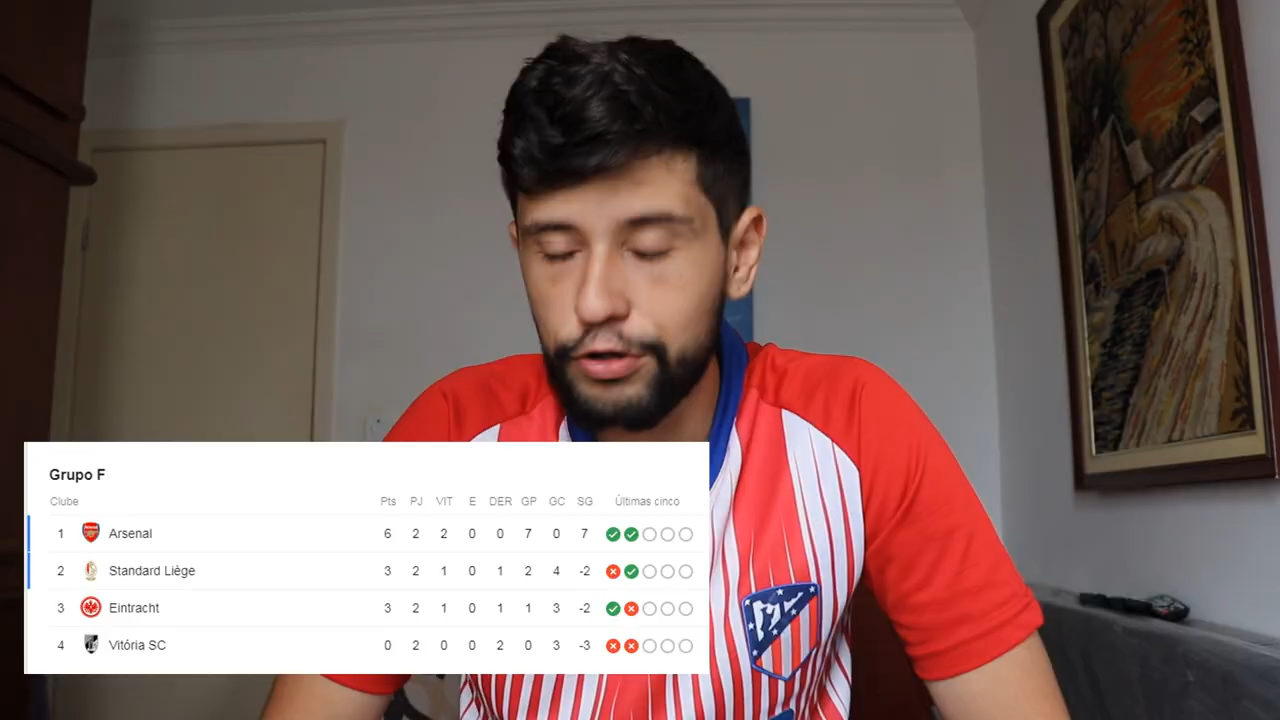 Grupo F
Clube Pts PJ VIT E DER GP GC SG Últimas cinco
1 Arsenal 6 2 2 0 0 7 0 7
2 Standard Liège 3 2 1 0 1 2 4 -2
3 Eintracht 3 2 1 0 1 1 3 -2
4 Vitória SC 0 2 0 0 2 0 3 -3